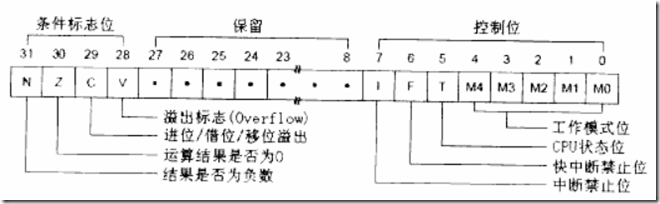 条件标志位 保留 控制位
31 30 29 28 27 26 25 24 23 8 7 6 5 4 3 2 1 0
N Z C V • • • • • • • I F T M4 M3 M2 M1 M0
溢出标志(Overflow)
进位/借位/移位溢出
运算结果是否为0
结果是否为负数
工作模式位
CPU状态位
快中断禁止位
中断禁止位